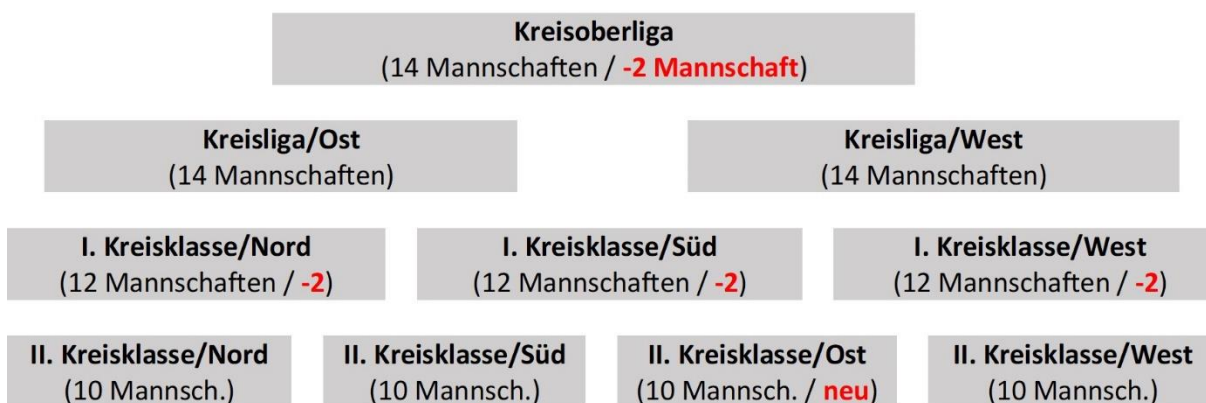 Kreisoberliga
(14 Mannschaften / -2 Mannschaft)
Kreisliga/Ost
(14 Mannschaften)
Kreisliga/West
(14 Mannschaften)
I. Kreisklasse/Nord
(12 Mannschaften / -2)
I. Kreisklasse/Süd
(12 Mannschaften / -2)
I. Kreisklasse/West
(12 Mannschaften / -2)
II. Kreisklasse/Nord
(10 Mannsch.)
II. Kreisklasse/Süd
(10 Mannsch.)
II. Kreisklasse/Ost
(10 Mannsch. / neu)
II. Kreisklasse/West
(10 Mannsch.)